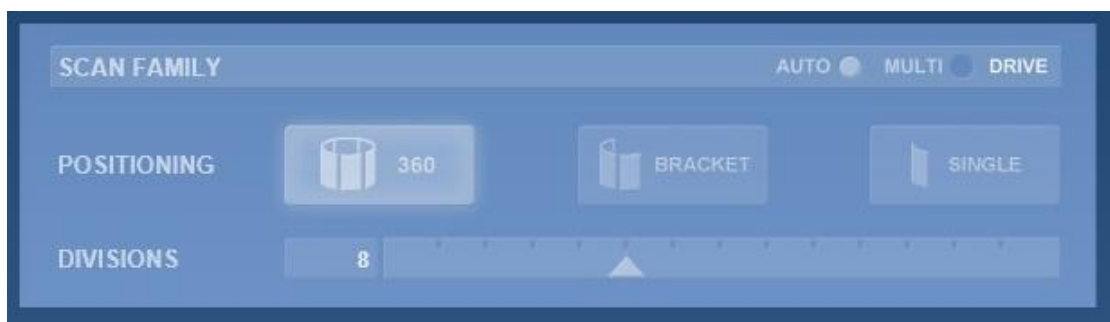 SCAN FAMILY AUTO MULTI DRIVE
POSITIONING 360 BRACKET SINGLE
DIVISIONS 8